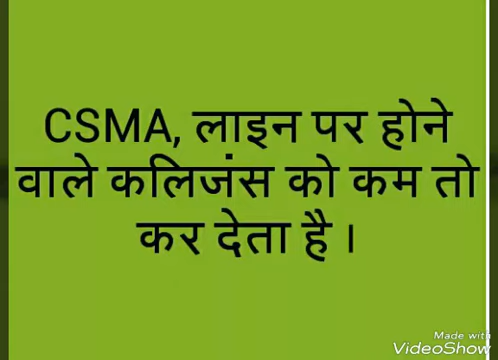 CSMA, लाइन पर होने
वाले कलिजंस को कम तो
कर देता है ।
Made with
VideoShow